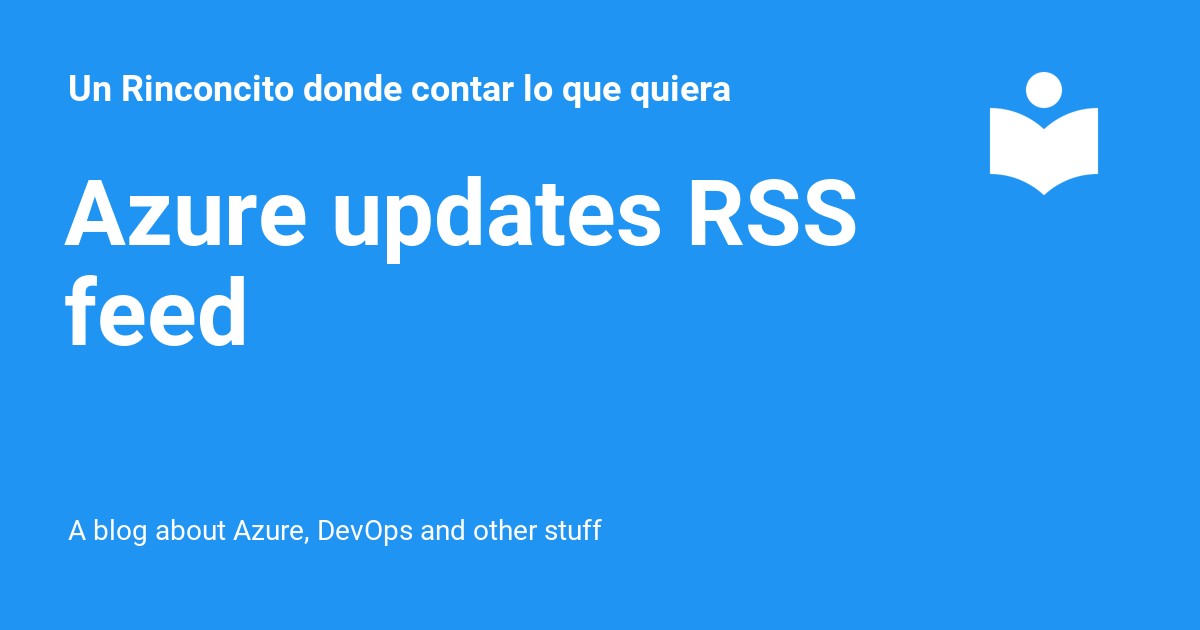 Un Rinconcito donde contar lo que quiera
Azure updates RSS
feed
A blog about Azure, DevOps and other stuff